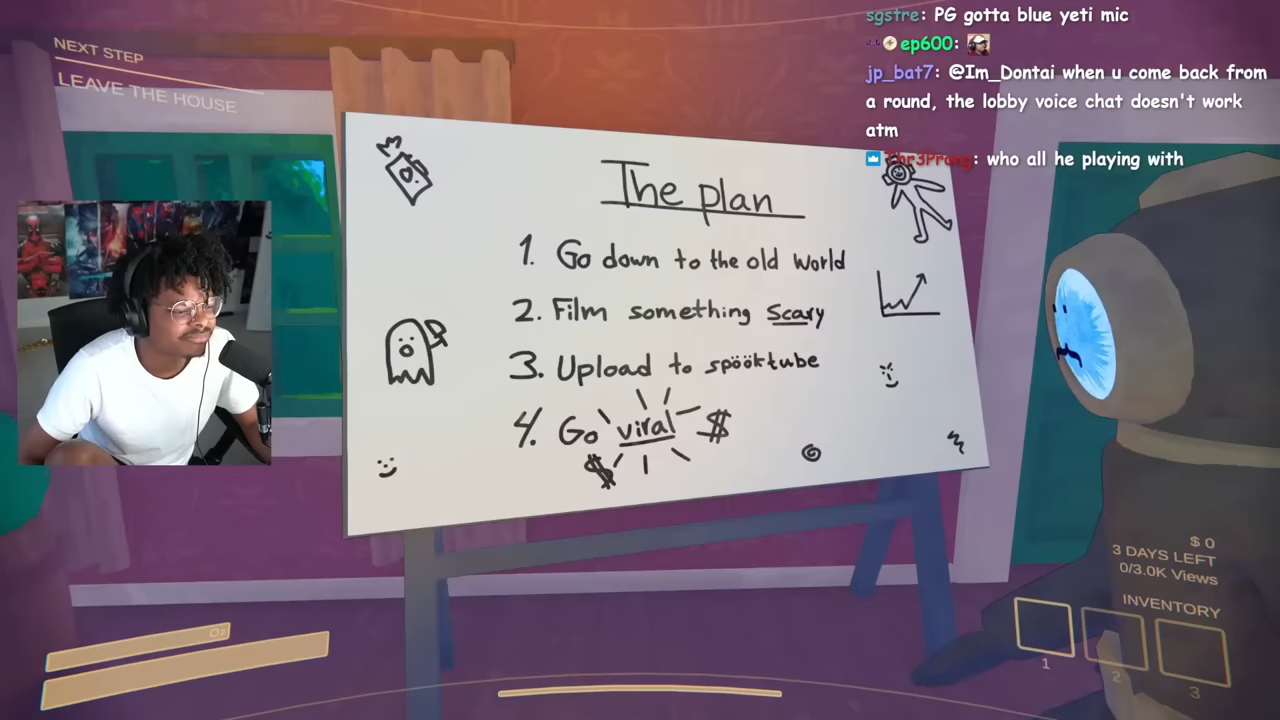 sgstre: PG gotta blue yeti mic
ep600:
jp_bat7: @Im_Dontai when u come back from
a round, the lobby voice chat doesn't work
atm
Thr3Prong: who all he playing with
NEXT STEP
LEAVE THE HOUSE
The plan
1. Go down to the old world
2. Film something scary
3. Upload to spööktube
4. Go viral $
$
O2
$ 0
3 DAYS LEFT
0/3.0K Views
INVENTORY
1
2
3